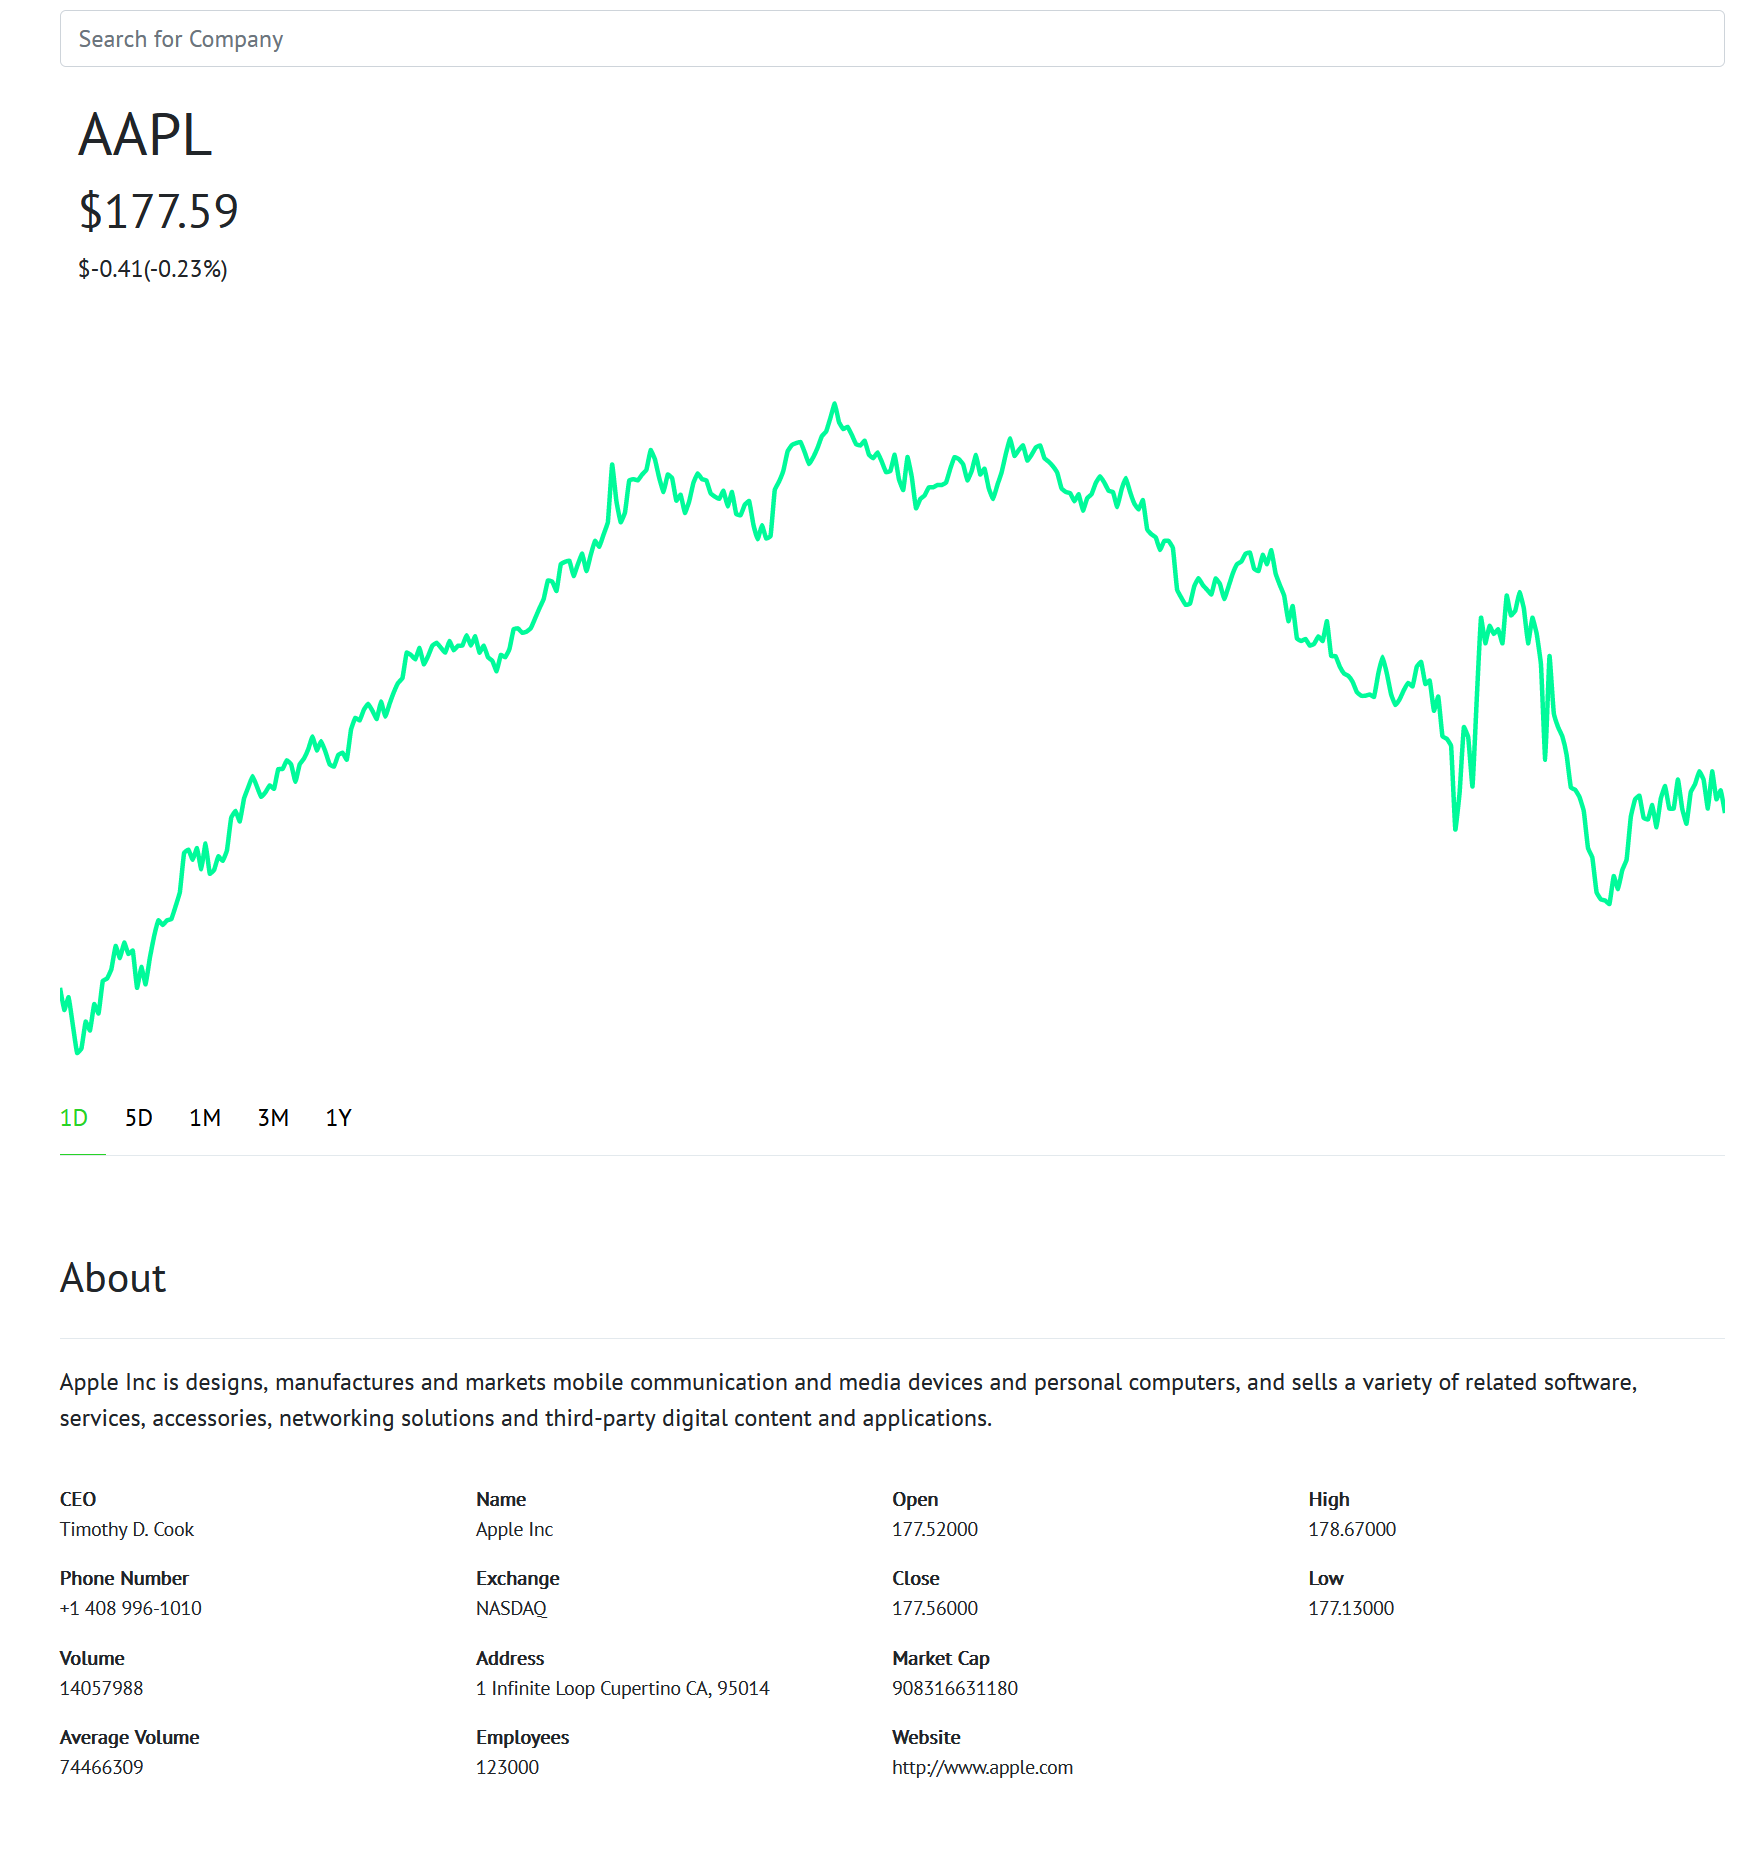 Search for Company
AAPL
$177.59
$-0.41(-0.23%)
1D 5D 1M 3M 1Y
About
Apple Inc is designs, manufactures and markets mobile communication and media devices and personal computers, and sells a variety of related software,
services, accessories, networking solutions and third-party digital content and applications.
CEO Name Open High
Timothy D. Cook Apple Inc 177.52000 178.67000
Phone Number Exchange Close Low
+1 408 996-1010 NASDAQ 177.56000 177.13000
Volume Address Market Cap
14057988 1 Infinite Loop Cupertino CA, 95014 908316631180
Average Volume Employees Website
74466309 123000 http://www.apple.com